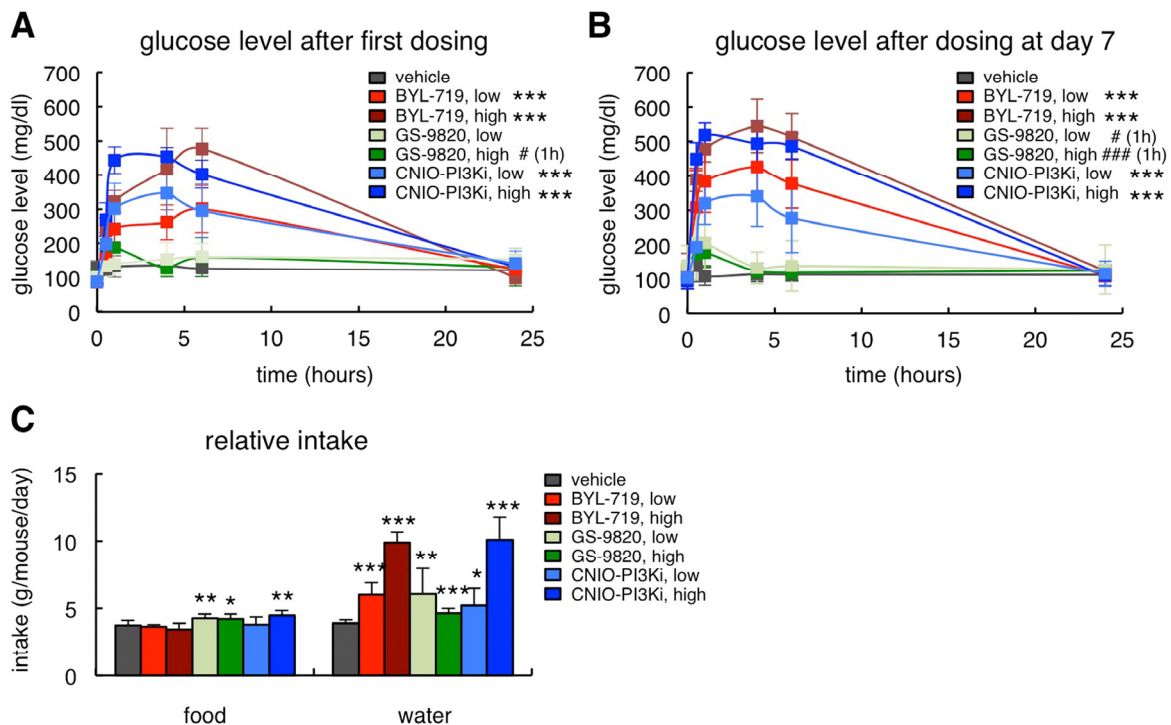 A
glucose level after first dosing
glucose level (mg/dl)
700
600
500
400
300
200
100
0
0 5 10 15 20 25
time (hours)
vehicle
BYL-719, low ***
BYL-719, high ***
GS-9820, low
GS-9820, high # (1h)
CNIO-PI3Ki, low ***
CNIO-PI3Ki, high ***
B
glucose level after dosing at day 7
glucose level (mg/dl)
700
600
500
400
300
200
100
0
0 5 10 15 20 25
time (hours)
vehicle
BYL-719, low ***
BYL-719, high ***
GS-9820, low # (1h)
GS-9820, high ### (1h)
CNIO-PI3Ki, low ***
CNIO-PI3Ki, high ***
C
relative intake
intake (g/mouse/day)
15
10
5
0
** * **
*** *** ** *** * ***
food water
vehicle
BYL-719, low
BYL-719, high
GS-9820, low
GS-9820, high
CNIO-PI3Ki, low
CNIO-PI3Ki, high